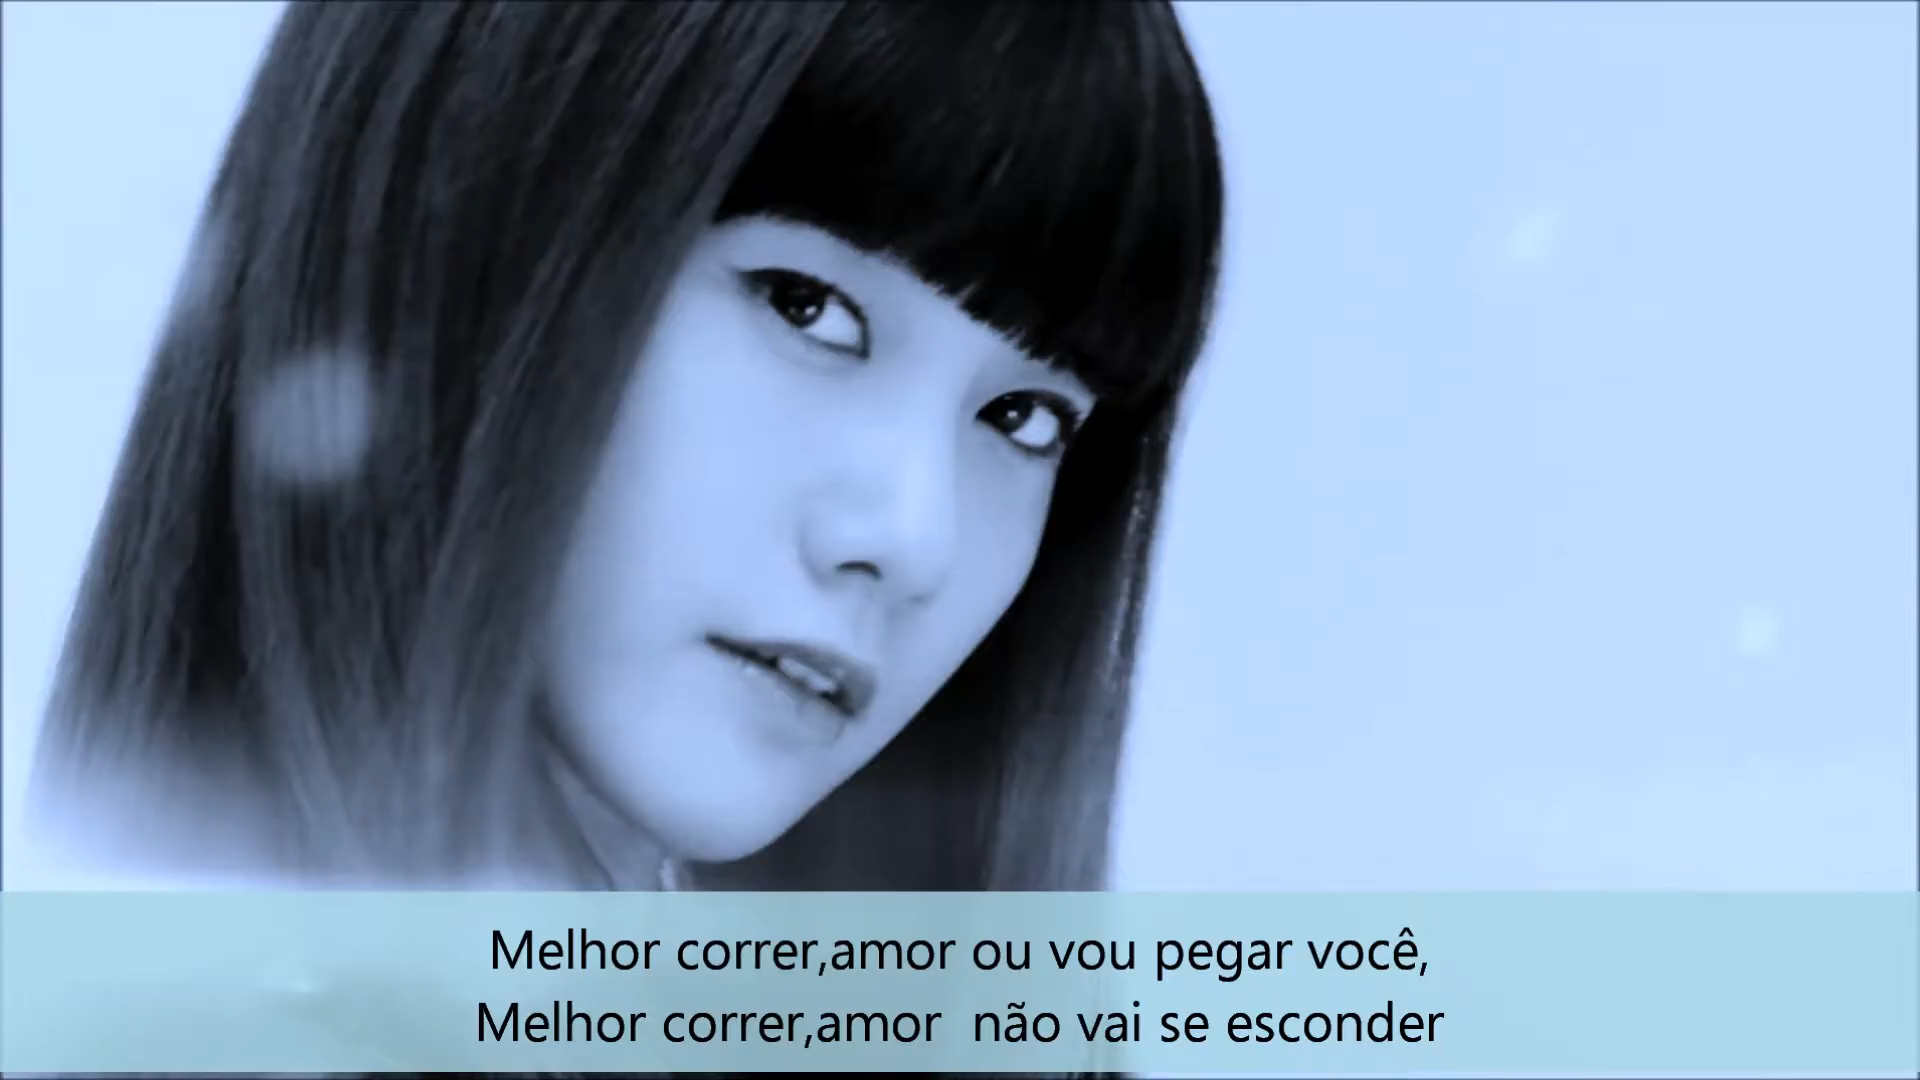 Melhor correr,amor ou vou pegar você,
Melhor correr,amor  não vai se esconder